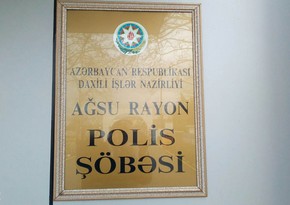 AZƏRBAYCAN RESPUBLİKASI
DAXİLİ İŞLƏR NAZİRLİYİ
AĞSU RAYON
POLİS
ŞÖBƏSİ